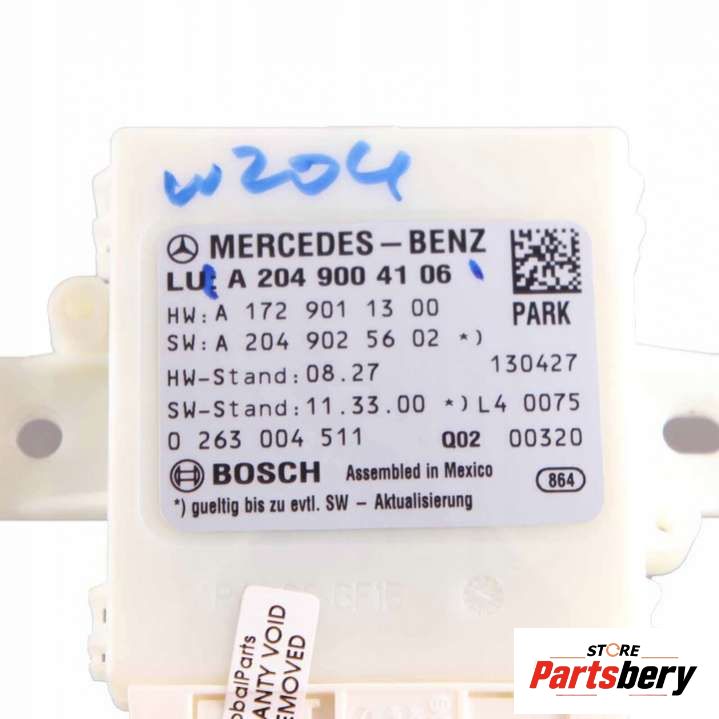 w204
MERCEDES-BENZ
LU: A 204 900 41 06
HW: A 172 901 13 00
PARK
SW: A 204 902 56 02 *)
HW-Stand: 08.27
130427
SW-Stand: 11.33.00 *) L4 0075
0 263 004 511 Q02 00320
BOSCH Assembled in Mexico
864
*) gueltig bis zu evtl. SW - Aktualisierung
obalParts
ANTY VOID
REMOVED
STORE
Partsbery